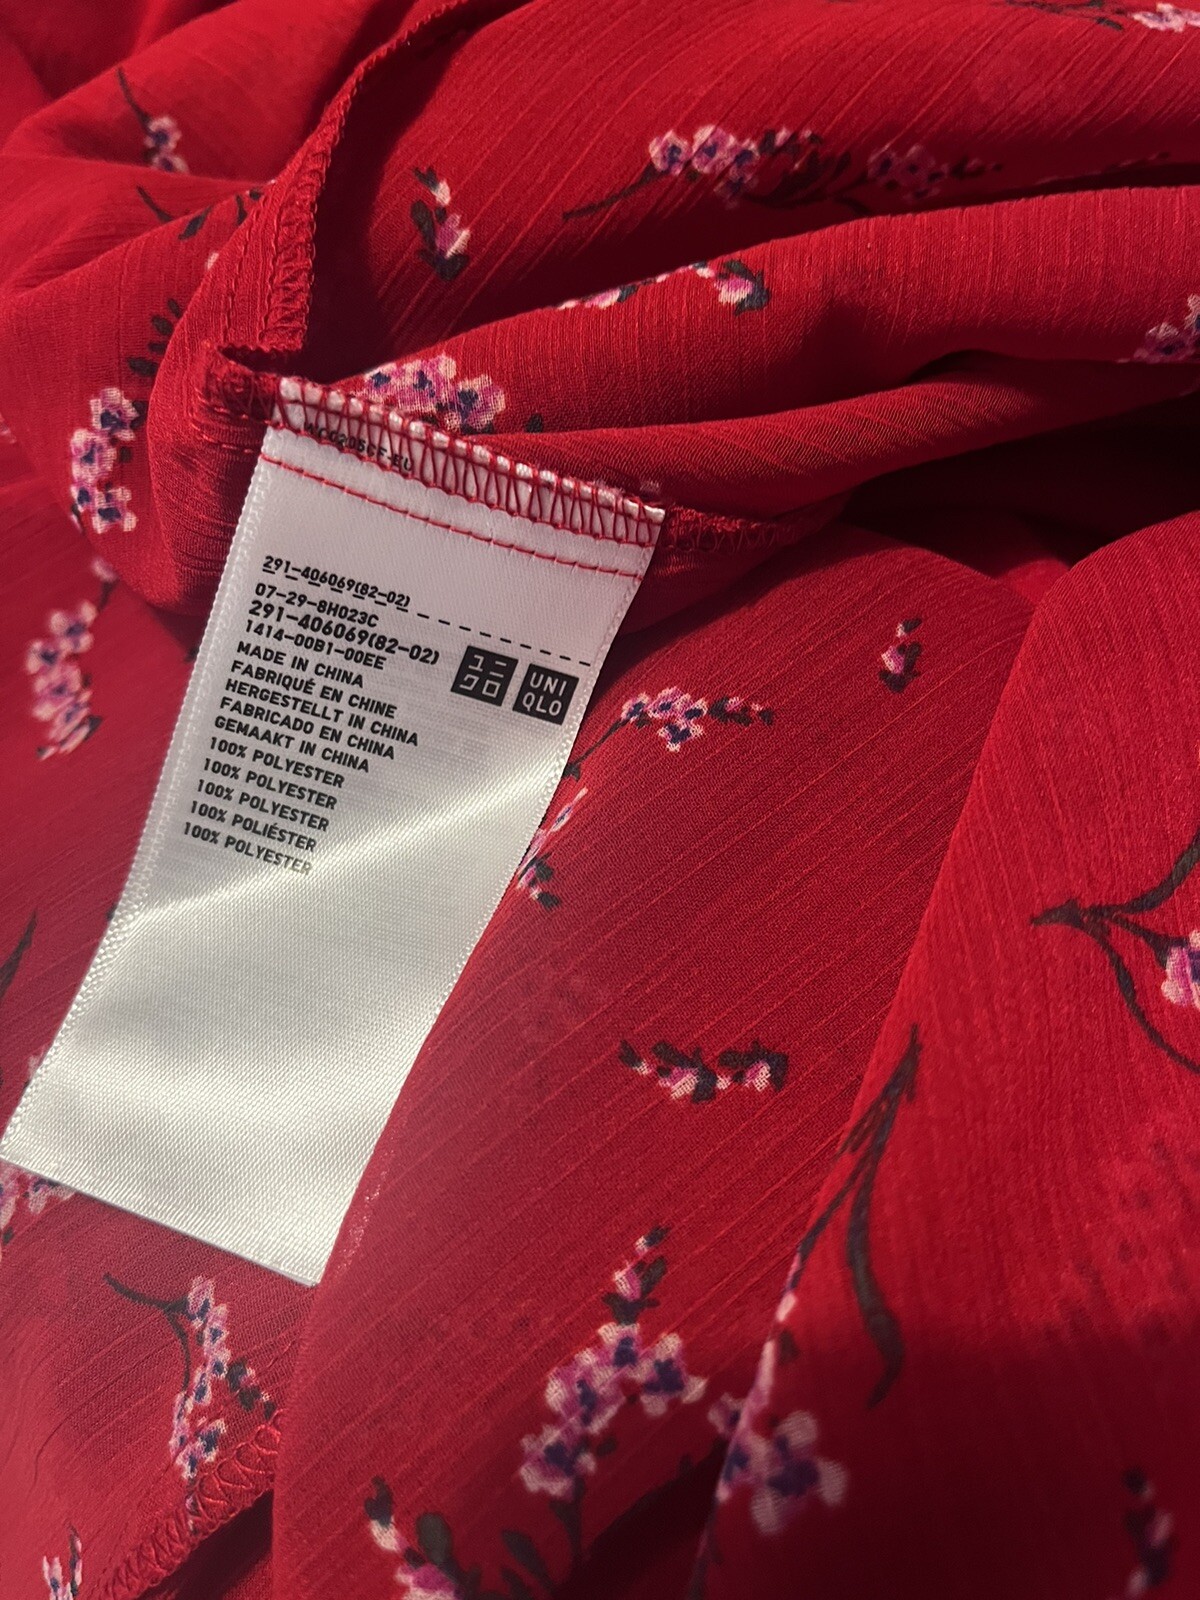 291-406069(82-02)
07-29-8H023C
291-406069(82-02)
1414-00B1-00EE
MADE IN CHINA
FABRIQUÉ EN CHINE
HERGESTELLT IN CHINA
FABRICADO EN CHINA
GEMAAKT IN CHINA
100% POLYESTER
100% POLYESTER
100% POLYESTER
100% POLIÉSTER
100% POLYESTER
ユニ
クロ
UNI
QLO